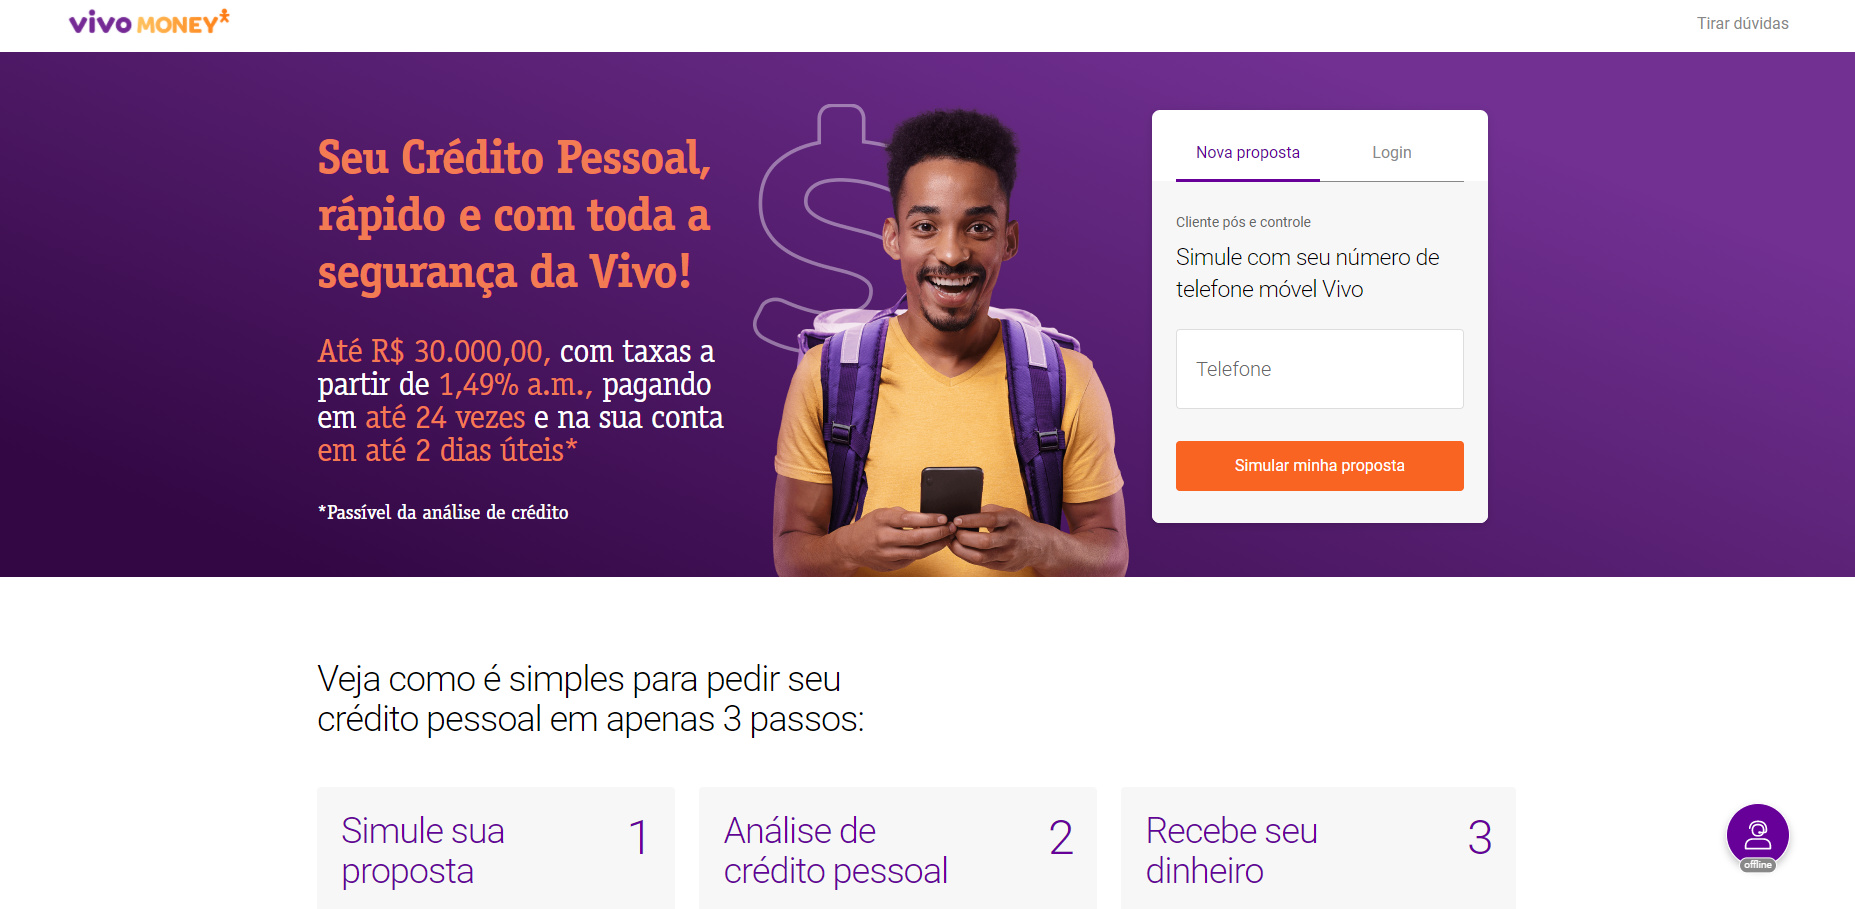 vivo MONEY
Tirar dúvidas
Seu Crédito Pessoal,
rápido e com toda a
segurança da Vivo!
Até R$ 30.000,00, com taxas a
partir de 1,49% a.m., pagando
em até 24 vezes e na sua conta
em até 2 dias úteis*
*Passível da análise de crédito
Nova proposta
Login
Cliente pós e controle
Simule com seu número de
telefone móvel Vivo
Telefone
Simular minha proposta
Veja como é simples para pedir seu
crédito pessoal em apenas 3 passos:
Simule sua
proposta
1
Análise de
crédito pessoal
2
Recebe seu
dinheiro
3
offline